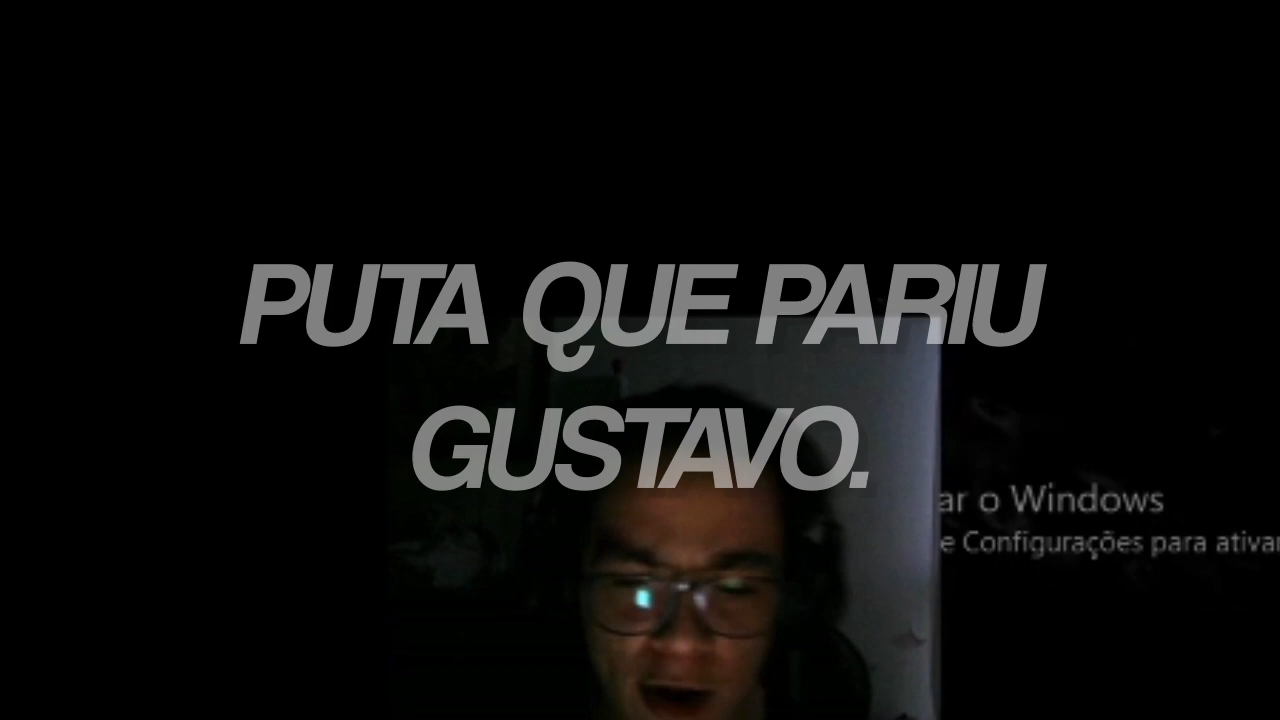 PUTA QUE PARIU
GUSTAVO.
ar o Windows
e Configurações para ativar